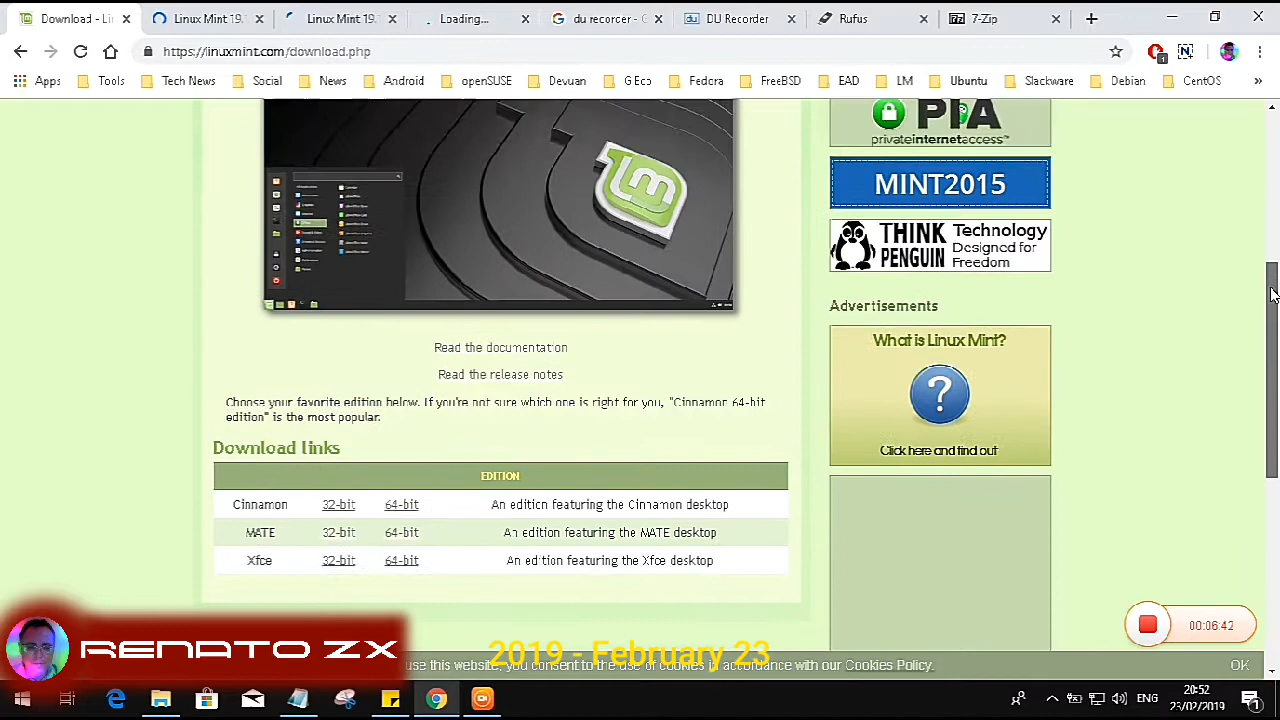 Download - Lin
Linux Mint 19.
Linux Mint 19.
Loading...
du recorder - G
DU Recorder
Rufus
7-Zip
https://linuxmint.com/download.php
Apps
Tools
Tech News
Social
News
Android
openSUSE
Devuan
G Eco
Fedora
FreeBSD
EAD
LM
Ubuntu
Slackware
Debian
CentOS
PIA
privateinternetaccess™
MINT2015
THINK PENGUIN
Technology
Designed for
Freedom
Advertisements
What is Linux Mint?
?
Click here and find out
Read the documentation
Read the release notes
Choose your favorite edition below. If you're not sure which one is right for you, "Cinnamon 64-bit
edition" is the most popular.
Download links
EDITION
Cinnamon 32-bit 64-bit An edition featuring the Cinnamon desktop
MATE 32-bit 64-bit An edition featuring the MATE desktop
Xfce 32-bit 64-bit An edition featuring the Xfce desktop
00:06:42
RENATO ZX
2019 - February 23
use this website, you consent to the use of cookies in accordance with our Cookies Policy.
OK
ENG
20:52
23/02/2019